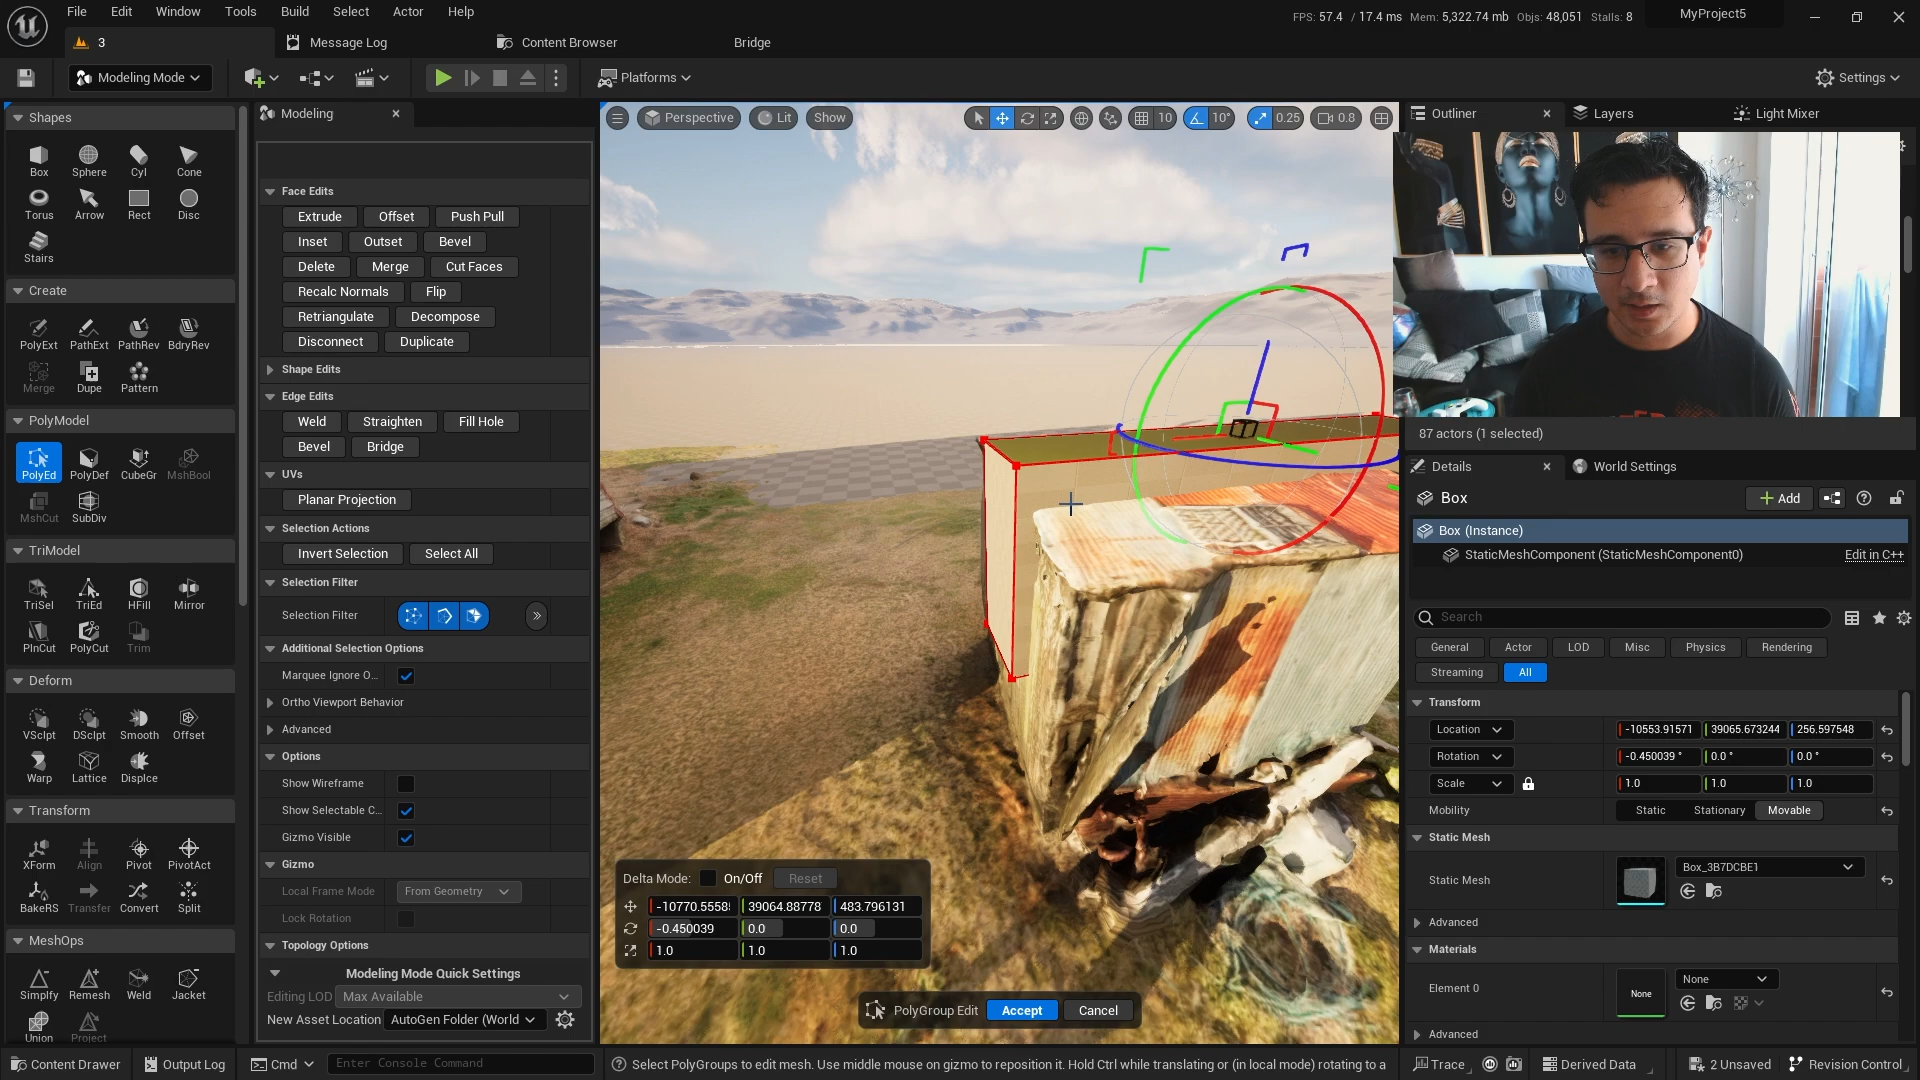 File Edit Window Tools Build Select Actor Help
FPS: 57.4 / 17.4 ms Mem: 5,322.74 mb Objs: 48,051 Stalls: 8
MyProject5
3
Message Log
Content Browser
Bridge
Modeling Mode
Platforms
Settings
Shapes
Box Sphere Cyl Cone
Torus Arrow Rect Disc
Stairs
Create
PolyExt PathExt PathRev BdryRev
Merge Dupe Pattern
PolyModel
PolyEd PolyDef CubeGr MshBool
MshCut SubDiv
TriModel
TriSel TriEd HFill Mirror
PlnCut PolyCut Trim
Deform
VSclpt DSclpt Smooth Offset
Warp Lattice Displce
Transform
XForm Align Pivot PivotAct
BakeRS Transfer Convert Split
MeshOps
Simplfy Remesh Weld Jacket
Union Project
Modeling
Face Edits
Extrude Offset Push Pull
Inset Outset Bevel
Delete Merge Cut Faces
Recalc Normals Flip
Retriangulate Decompose
Disconnect Duplicate
Shape Edits
Edge Edits
Weld Straighten Fill Hole
Bevel Bridge
UVs
Planar Projection
Selection Actions
Invert Selection Select All
Selection Filter
Selection Filter
Additional Selection Options
Marquee Ignore O...
Ortho Viewport Behavior
Advanced
Options
Show Wireframe
Show Selectable C...
Gizmo Visible
Gizmo
Local Frame Mode From Geometry
Lock Rotation
Topology Options
Modeling Mode Quick Settings
Editing LOD Max Available
New Asset Location AutoGen Folder (World
Perspective Lit Show
10 10° 0.25 0.8
Delta Mode: On/Off Reset
39064.88778 483.796131
-0.450039 0.0 0.0
1.0 1.0 1.0
PolyGroup Edit Accept Cancel
Outliner Layers Light Mixer
87 actors (1 selected)
Details World Settings
Box
Add
Box (Instance)
StaticMeshComponent (StaticMeshComponent0) Edit in C++
Search
General Actor LOD Misc Physics Rendering
Streaming All
Transform
Location -10553.91571 39065.673244 256.597548
Rotation -0.450039 ° 0.0 ° 0.0 °
Scale 1.0 1.0 1.0
Mobility Static Stationary Movable
Static Mesh
Static Mesh Box_3B7DCBE1
Advanced
Materials
Element 0 None None
Advanced
Content Drawer Output Log Cmd Enter Console Command
Select PolyGroups to edit mesh. Use middle mouse on gizmo to reposition it. Hold Ctrl while translating or (in local mode) rotating to a
Trace Derived Data 2 Unsaved Revision Control